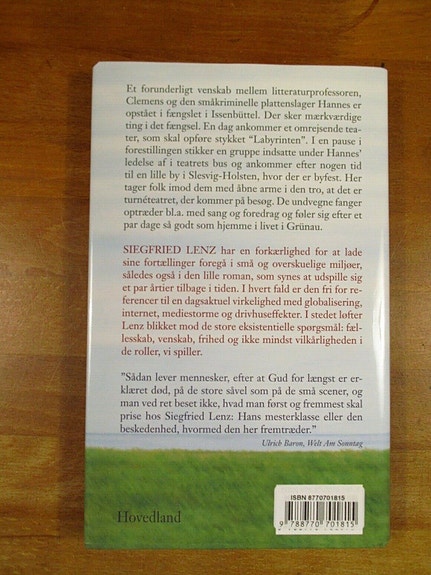 Et forunderligt venskab mellem litteraturprofessoren,
Clemens og den småkriminelle plattenslager Hannes er
opstået i fængslet i Issenbüttel. Der sker mærkværdige
ting i det fængsel. En dag ankommer et omrejsende tea-
ter, som skal opføre stykket "Labyrinten". I en pause i
forestillingen stikker en gruppe indsatte under Hannes'
ledelse af i teatrets bus og ankommer efter nogen tid
til en lille by i Slesvig-Holsten, hvor der er byfest. Her
tager folk imod dem med åbne arme i den tro, at det er
turnéteatret, der kommer på besøg. De undvegne fanger
optræder bl.a. med sang og foredrag og føler sig efter et
par dage så godt som hjemme i livet i Grünau.
SIEGFRIED LENZ har en forkærlighed for at lade
sine fortællinger foregå i små og overskuelige miljøer,
således også i den lille roman, som synes at udspille sig
et par årtier tilbage i tiden. I hvert fald er den fri for re-
ferencer til en dagsaktuel virkelighed med globalisering,
internet, mediestorme og drivhuseffekter. I stedet løfter
Lenz blikket mod de store eksistentielle spørgsmål: fæl-
lesskab, venskab, frihed og ikke mindst vilkårligheden i
de roller, vi spiller.
"Sådan lever mennesker, efter at Gud for længst er er-
klæret død, på de store såvel som på de små scener, og
man ved ret beset ikke, hvad man først og fremmest skal
prise hos Siegfried Lenz: Hans mesterklasse eller den
beskedenhed, hvormed den her fremtræder."
Ulrich Baron, Welt Am Sonntag
ISBN 8770701815
9 788770 701815
Hovedland